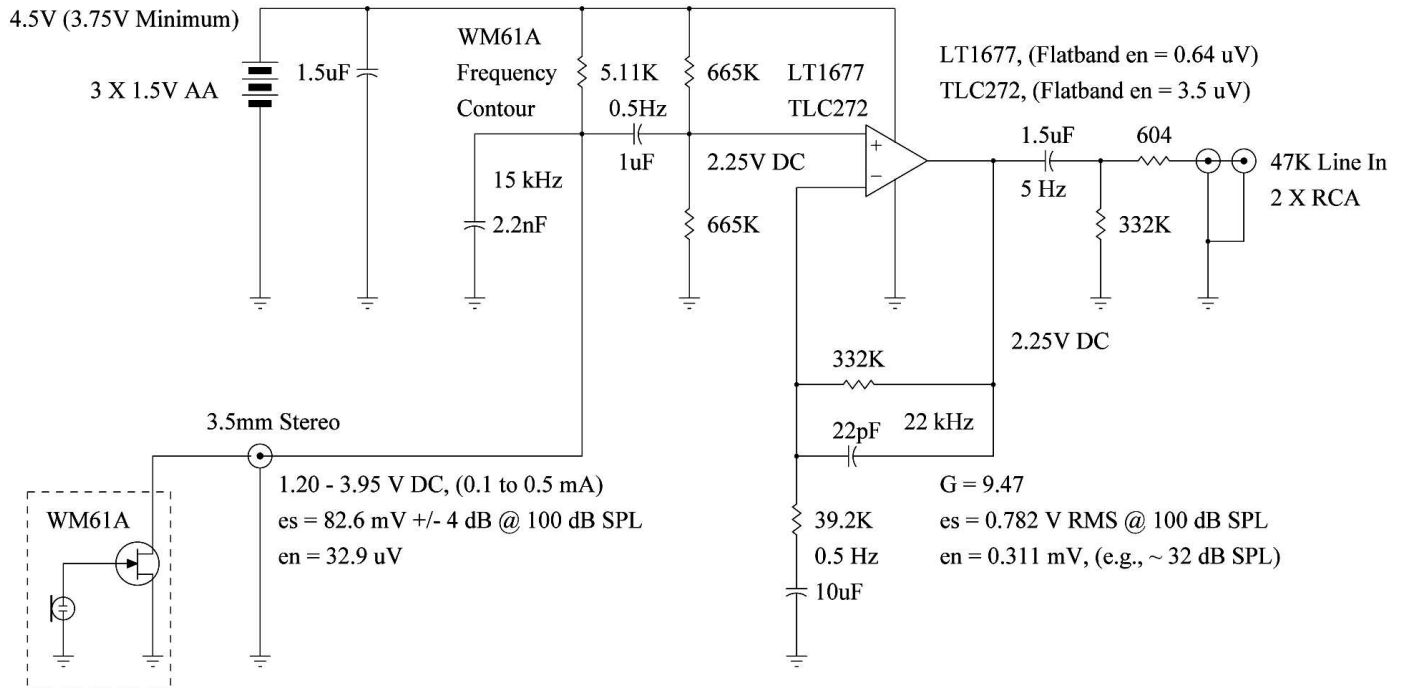 4.5V (3.75V Minimum)
3 X 1.5V AA
1.5uF
WM61A
Frequency
Contour
5.11K
0.5Hz
1uF
665K
LT1677
TLC272
LT1677, (Flatband en = 0.64 uV)
TLC272, (Flatband en = 3.5 uV)
1.5uF
5 Hz
604
47K Line In
2 X RCA
15 kHz
2.2nF
2.25V DC
+
−
665K
332K
2.25V DC
332K
22pF
22 kHz
3.5mm Stereo
1.20 - 3.95 V DC, (0.1 to 0.5 mA)
es = 82.6 mV +/- 4 dB @ 100 dB SPL
en = 32.9 uV
WM61A
39.2K
0.5 Hz
10uF
G = 9.47
es = 0.782 V RMS @ 100 dB SPL
en = 0.311 mV, (e.g., ~ 32 dB SPL)